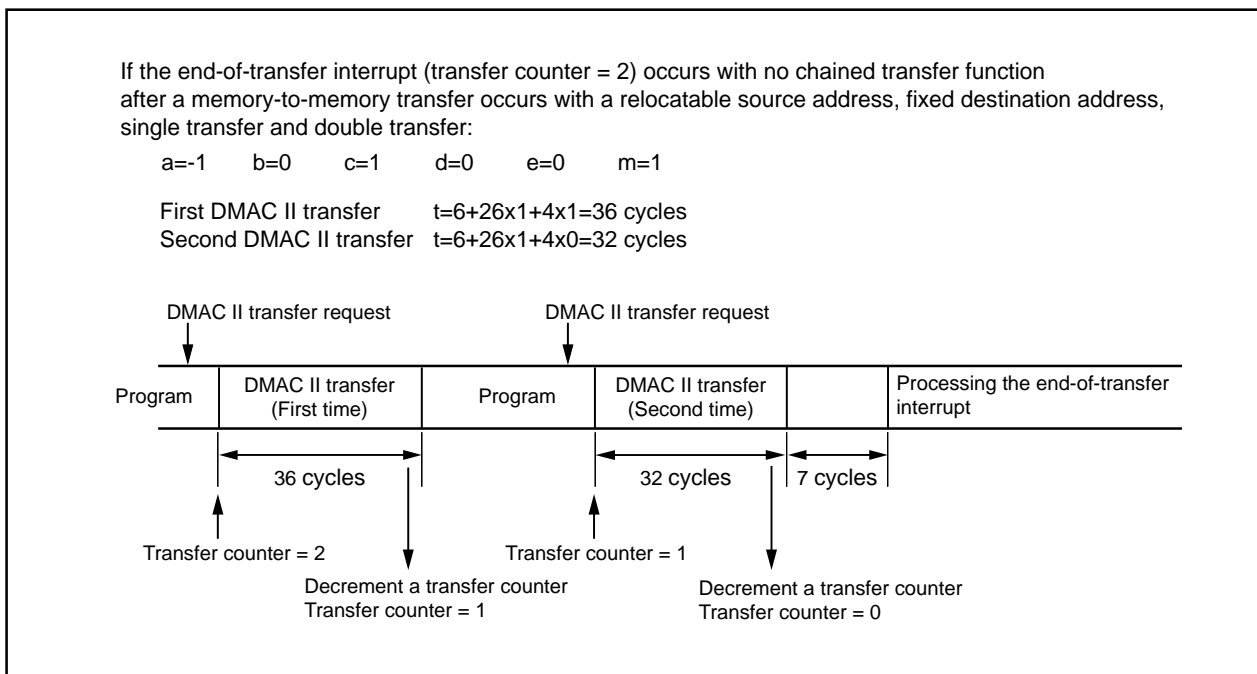 If the end-of-transfer interrupt (transfer counter = 2) occurs with no chained transfer function
after a memory-to-memory transfer occurs with a relocatable source address, fixed destination address,
single transfer and double transfer:
a=-1 b=0 c=1 d=0 e=0 m=1
First DMAC II transfer t=6+26x1+4x1=36 cycles
Second DMAC II transfer t=6+26x1+4x0=32 cycles
DMAC II transfer request DMAC II transfer request
Program
DMAC II transfer
(First time)
Program
DMAC II transfer
(Second time)
Processing the end-of-transfer
interrupt
36 cycles 32 cycles 7 cycles
Transfer counter = 2 Transfer counter = 1
Decrement a transfer counter
Transfer counter = 1
Decrement a transfer counter
Transfer counter = 0